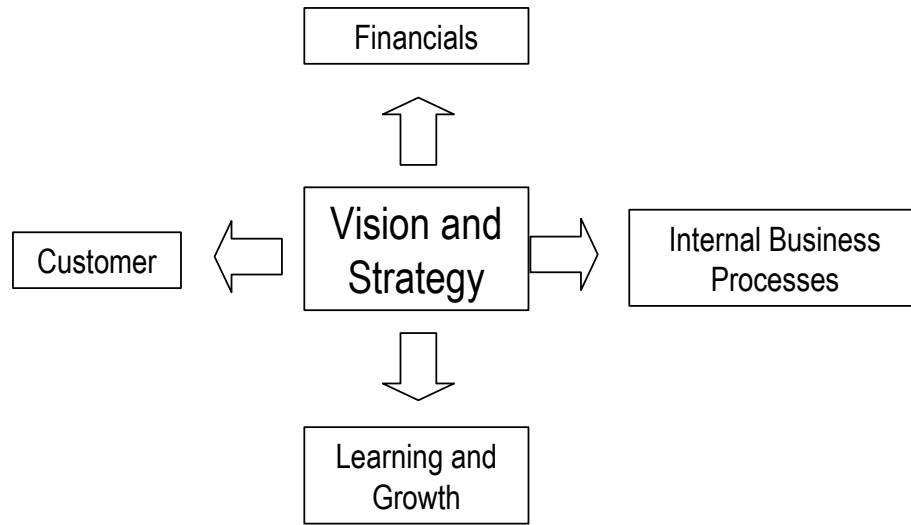 Financials
Vision and
Strategy
Customer
Internal Business
Processes
Learning and
Growth